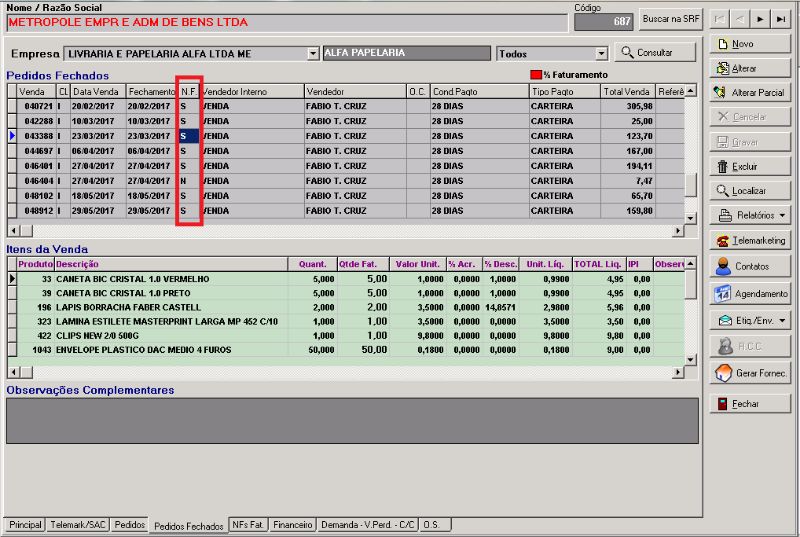 Nome / Razão Social
Código
METROPOLE EMPR E ADM DE BENS LTDA
687
Buscar na SRF
Empresa LIVRARIA E PAPELARIA ALFA LTDA ME ALFA PAPELARIA Todos Consultar
Pedidos Fechados % Faturamento
Venda Cl. Data Venda Fechamento N.F. Vendedor Interno Vendedor O.C. Cond.Pagto Tipo Pagto Total Venda Referê
040721 I 20/02/2017 20/02/2017 S VENDA FABIO T. CRUZ 28 DIAS CARTEIRA 305,98
042288 I 10/03/2017 10/03/2017 S VENDA FABIO T. CRUZ 28 DIAS CARTEIRA 25,00
043388 I 23/03/2017 23/03/2017 S VENDA FABIO T. CRUZ 28 DIAS CARTEIRA 123,70
044697 I 06/04/2017 06/04/2017 S VENDA FABIO T. CRUZ 28 DIAS CARTEIRA 167,00
046401 I 27/04/2017 27/04/2017 S VENDA FABIO T. CRUZ 28 DIAS CARTEIRA 194,11
046404 I 27/04/2017 27/04/2017 N VENDA FABIO T. CRUZ 28 DIAS CARTEIRA 7,47
048102 I 18/05/2017 18/05/2017 S VENDA FABIO T. CRUZ 28 DIAS CARTEIRA 65,70
048912 I 29/05/2017 29/05/2017 S VENDA FABIO T. CRUZ 28 DIAS CARTEIRA 159,80
Itens da Venda
Produto Descrição Quant. Qtde Fat. Valor Unit. % Acr. % Desc. Unit. Líq. TOTAL Liq. IPI Observ
33 CANETA BIC CRISTAL 1.0 VERMELHO 5,000 5,00 1,0000 0,0000 1,0000 0,9900 4,95 0,00
39 CANETA BIC CRISTAL 1.0 PRETO 5,000 5,00 1,0000 0,0000 1,0000 0,9900 4,95 0,00
196 LAPIS BORRACHA FABER CASTELL 2,000 2,00 3,5000 0,0000 14,8571 2,9800 5,96 0,00
323 LAMINA ESTILETE MASTERPRINT LARGA MP 452 C/10 1,000 1,00 3,5000 0,0000 0,0000 3,5000 3,50 0,00
422 CLIPS NEW 2/0 500G 1,000 1,00 9,8000 0,0000 0,0000 9,8000 9,80 0,00
1043 ENVELOPE PLASTICO DAC MEDIO 4 FUROS 50,000 50,00 0,1800 0,0000 0,0000 0,1800 9,00 0,00
Observações Complementares
Principal Telemark/SAC Pedidos Pedidos Fechados NFs Fat. Financeiro Demanda - V.Perd. - C/C O.S.
Novo
Alterar
Alterar Parcial
Cancelar
Gravar
Excluir
Localizar
Relatórios
Telemarketing
Contatos
Agendamento
Etiq./Env.
R.C.C.
Gerar Fornec.
Fechar